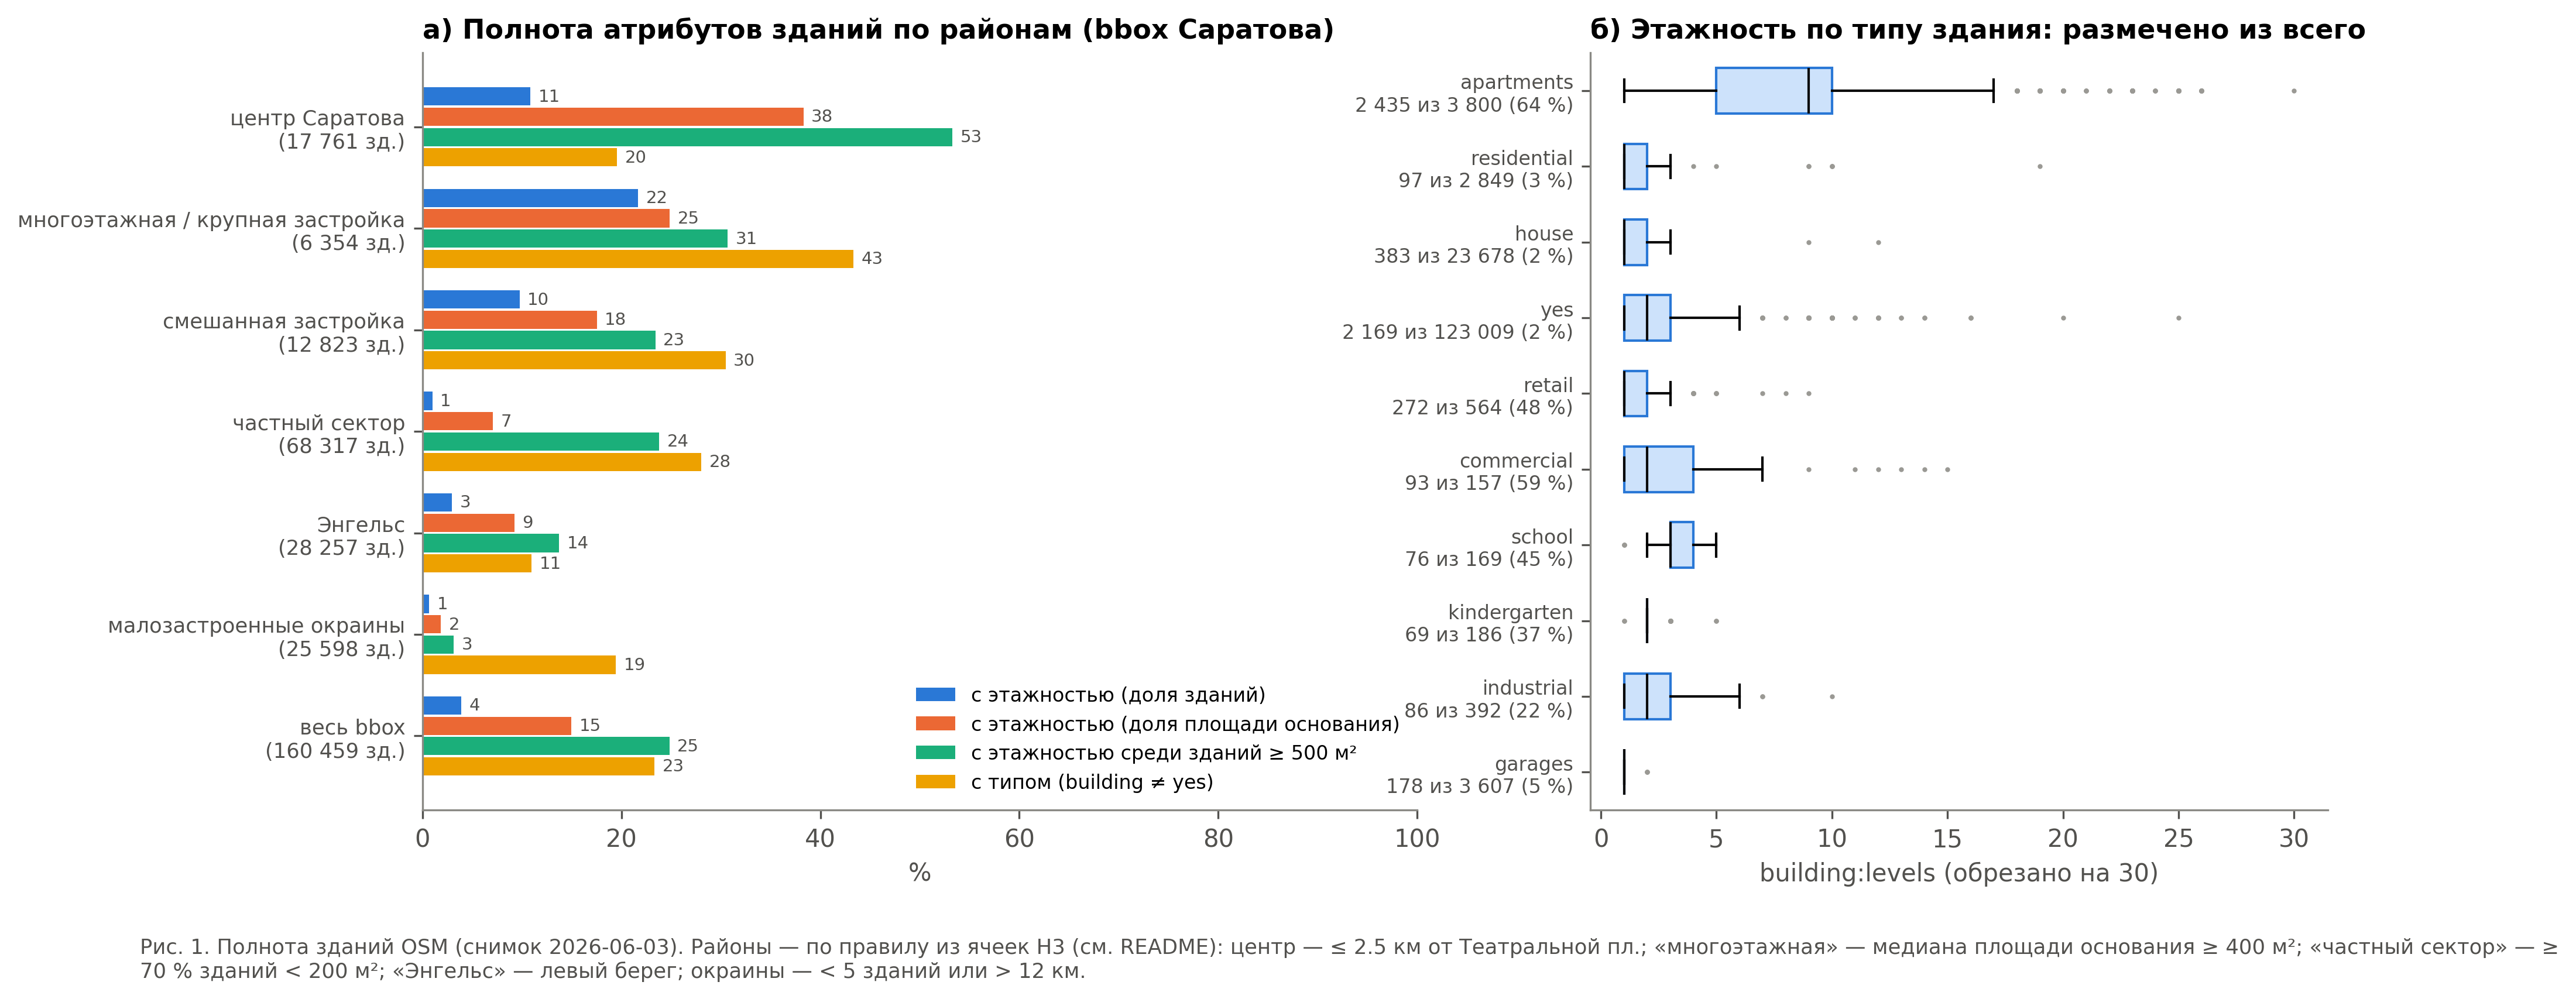 а) Полнота атрибутов зданий по районам (bbox Саратова)
центр Саратова
(17 761 зд.)
11
38
53
20
многоэтажная / крупная застройка
(6 354 зд.)
22
25
31
43
смешанная застройка
(12 823 зд.)
10
18
23
30
частный сектор
(68 317 зд.)
1
7
24
28
Энгельс
(28 257 зд.)
3
9
14
11
малозастроенные окраины
(25 598 зд.)
1
2
3
19
весь bbox
(160 459 зд.)
4
15
25
23
с этажностью (доля зданий)
с этажностью (доля площади основания)
с этажностью среди зданий ≥ 500 м²
с типом (building ≠ yes)
0 20 40 60 80 100
%
б) Этажность по типу здания: размечено из всего
apartments
2 435 из 3 800 (64 %)
residential
97 из 2 849 (3 %)
house
383 из 23 678 (2 %)
yes
2 169 из 123 009 (2 %)
retail
272 из 564 (48 %)
commercial
93 из 157 (59 %)
school
76 из 169 (45 %)
kindergarten
69 из 186 (37 %)
industrial
86 из 392 (22 %)
garages
178 из 3 607 (5 %)
0 5 10 15 20 25 30
building:levels (обрезано на 30)
Рис. 1. Полнота зданий OSM (снимок 2026-06-03). Районы — по правилу из ячеек H3 (см. README): центр — ≤ 2.5 км от Театральной пл.; «многоэтажная» — медиана площади основания ≥ 400 м²; «частный сектор» — ≥
70 % зданий < 200 м²; «Энгельс» — левый берег; окраины — < 5 зданий или > 12 км.